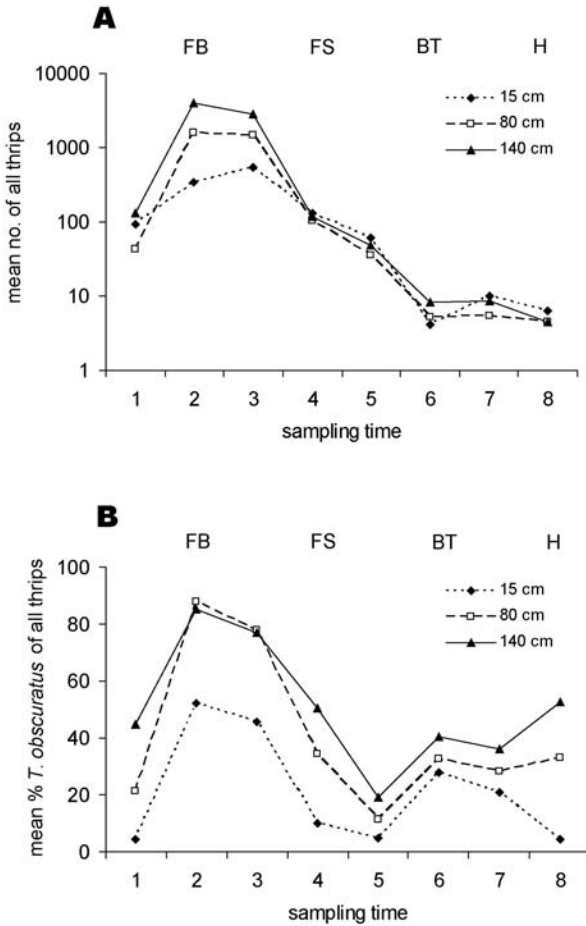 A
FB FS BT H
10000
1000
100
10
1
mean no. of all thrips
15 cm
80 cm
140 cm
1 2 3 4 5 6 7 8
sampling time
B
FB FS BT H
100
80
60
40
20
0
mean % T. obscuratus of all thrips
15 cm
80 cm
140 cm
1 2 3 4 5 6 7 8
sampling time